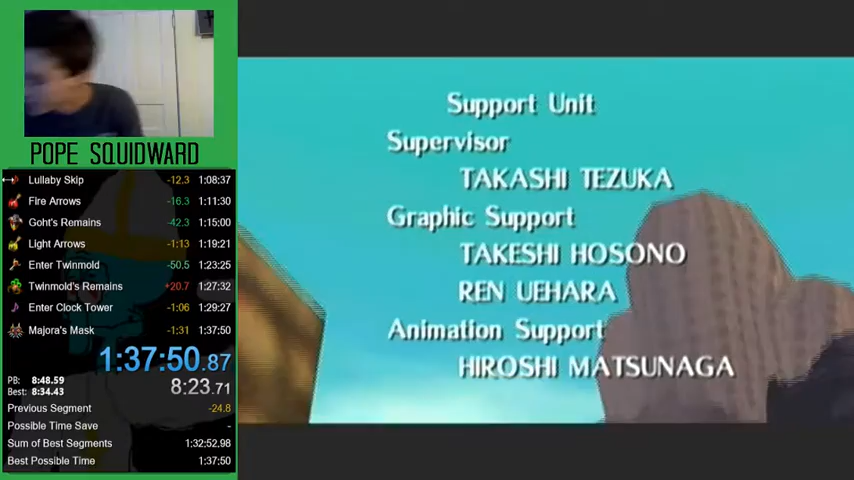 POPE SQUIDWARD
Lullaby Skip -12.3 1:08:37
Fire Arrows -16.3 1:11:30
Goht's Remains -42.3 1:15:00
Light Arrows -1:13 1:19:21
Enter Twinmold -50.5 1:23:25
Twinmold's Remains +20.7 1:27:32
Enter Clock Tower -1:06 1:29:27
Majora's Mask -1:31 1:37:50
1:37:50.87
PB: 8:48.59
Best: 8:34.43
8:23.71
Previous Segment -24.8
Possible Time Save -
Sum of Best Segments 1:32:52.98
Best Possible Time 1:37:50
Support Unit
Supervisor
TAKASHI TEZUKA
Graphic Support
TAKESHI HOSONO
REN UEHARA
Animation Support
HIROSHI MATSUNAGA